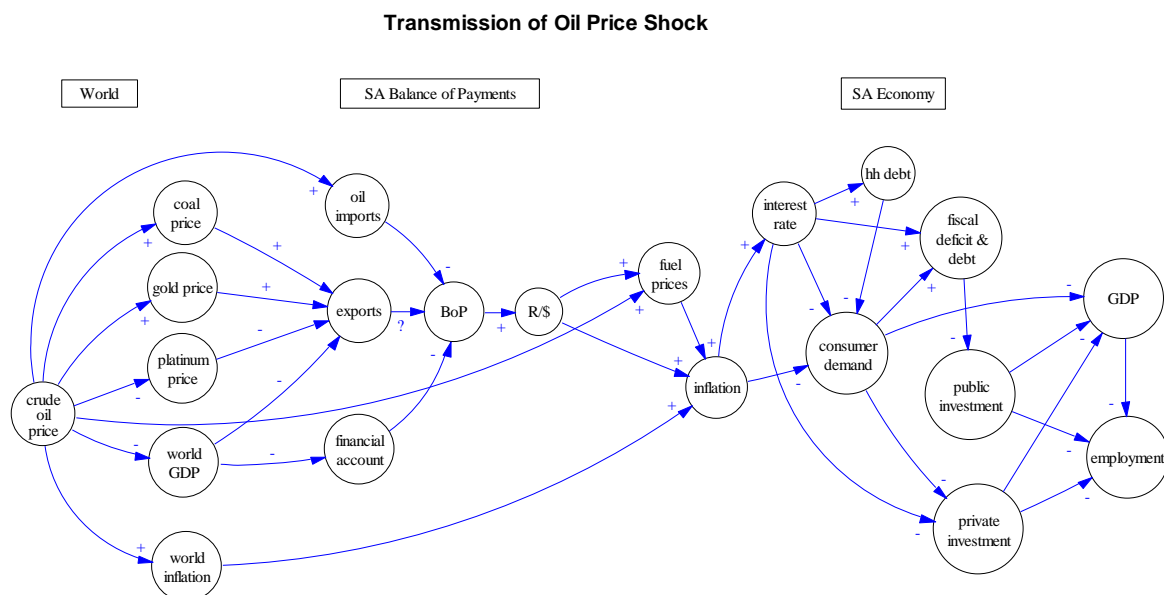 Transmission of Oil Price Shock
World
SA Balance of Payments
SA Economy
crude
oil
price
coal
price
gold price
platinum
price
world
GDP
world
inflation
oil
imports
exports
financial
account
BoP
R/$
fuel
prices
inflation
interest
rate
hh debt
consumer
demand
fiscal
deficit &
debt
public
investment
private
investment
GDP
employment
+
+
+
-
-
+
+
+
-
-
-
-
?
-
+
+
+
+
+
+
+
-
+
+
-
-
+
-
-
-
-
-
-
-
-